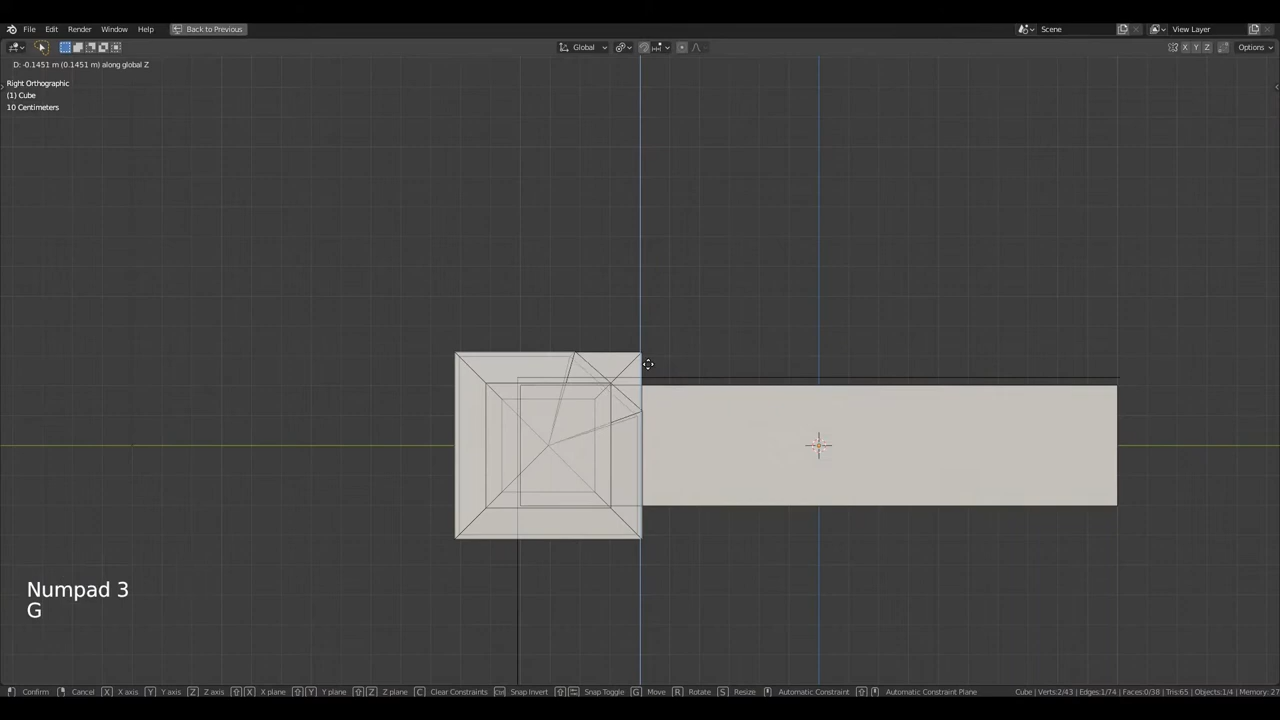 File Edit Render Window Help Back to Previous Scene View Layer
Global X Y Z Options
D: -0.1451 m (0.1451 m) along global Z
Right Orthographic
(1) Cube
10 Centimeters
Numpad 3
G
Confirm Cancel X X axis Y Y axis Z Z axis X X plane Y Y plane Z Z plane C Clear Constraints Ctrl Snap Invert Snap Toggle G Move R Rotate S Resize Automatic Constraint Automatic Constraint Plane Cube | Verts:2/43 | Edges:1/74 | Faces:0/38 | Tris:65 | Objects:1/4 | Memory: 27